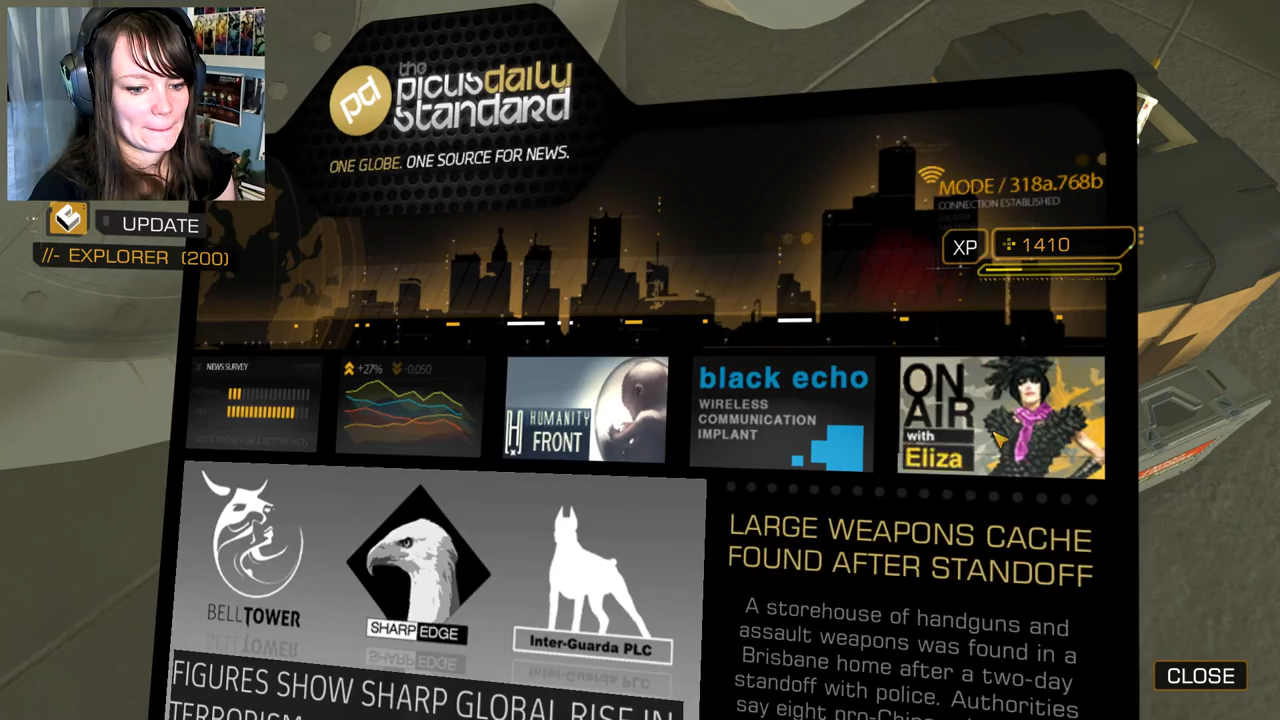 pd
the
picusdaily
standard
ONE GLOBE. ONE SOURCE FOR NEWS.
MODE / 318a.768b
CONNECTION ESTABLISHED
UPDATE
//- EXPLORER (200)
XP
1410
NEWS SURVEY
+27%
-0.050
HUMANITY
FRONT
black echo
WIRELESS
COMMUNICATION
IMPLANT
ON
AIR
with
Eliza
BELLTOWER
SHARP EDGE
Inter-Guarda PLC
FIGURES SHOW SHARP GLOBAL RISE IN
TERRORISM
LARGE WEAPONS CACHE
FOUND AFTER STANDOFF
A storehouse of handguns and
assault weapons was found in a
Brisbane home after a two-day
standoff with police. Authorities
say eight
CLOSE